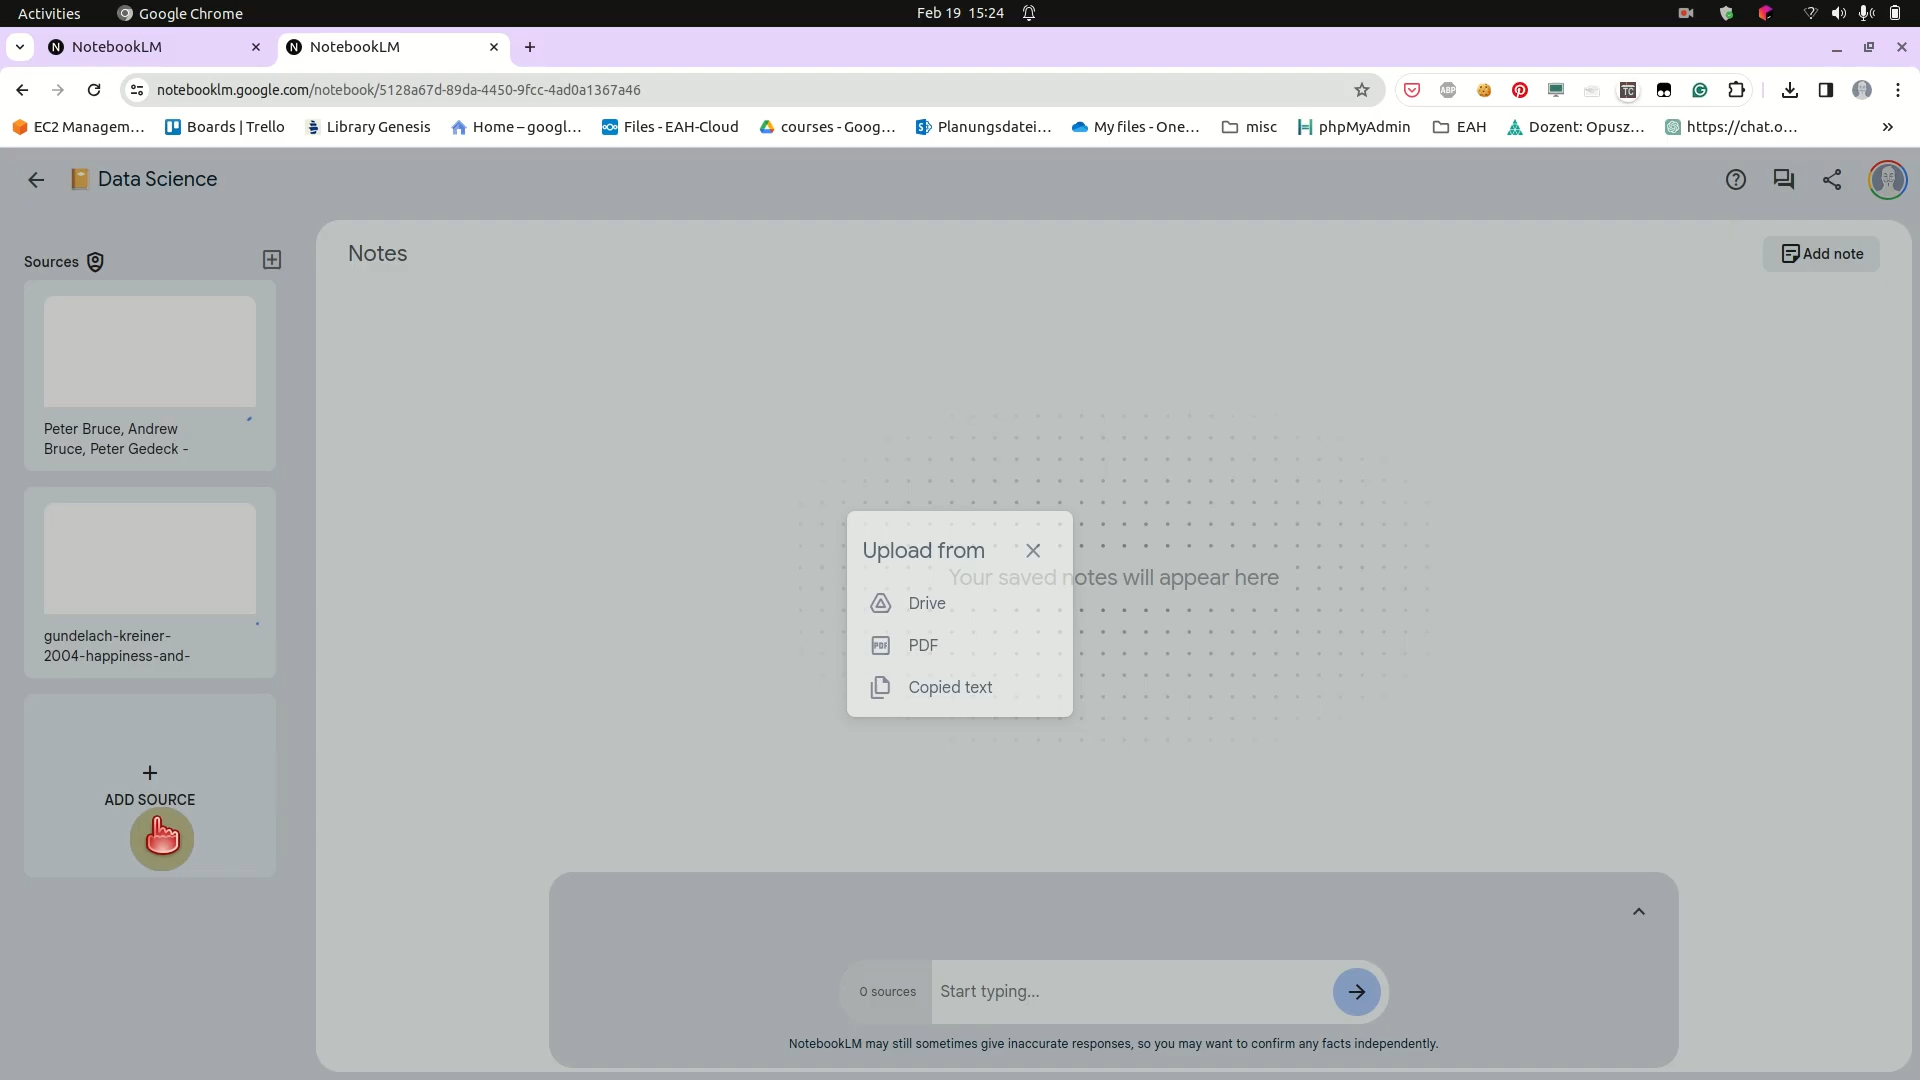 Activities
Google Chrome
Feb 19 15:24
NotebookLM
NotebookLM
notebooklm.google.com/notebook/5128a67d-89da-4450-9fcc-4ad0a1367a46
ABP
TC
EC2 Managem...
Boards | Trello
Library Genesis
Home – googl...
Files - EAH-Cloud
courses - Goog...
Planungsdatei...
My files - One...
misc
phpMyAdmin
EAH
Dozent: Opusz...
https://chat.o...
Data Science
Sources
Notes
Add note
Peter Bruce, Andrew
Bruce, Peter Gedeck -
gundelach-kreiner-
2004-happiness-and-
ADD SOURCE
Upload from
Your saved notes will appear here
Drive
PDF
PDF
Copied text
0 sources
Start typing...
NotebookLM may still sometimes give inaccurate responses, so you may want to confirm any facts independently.